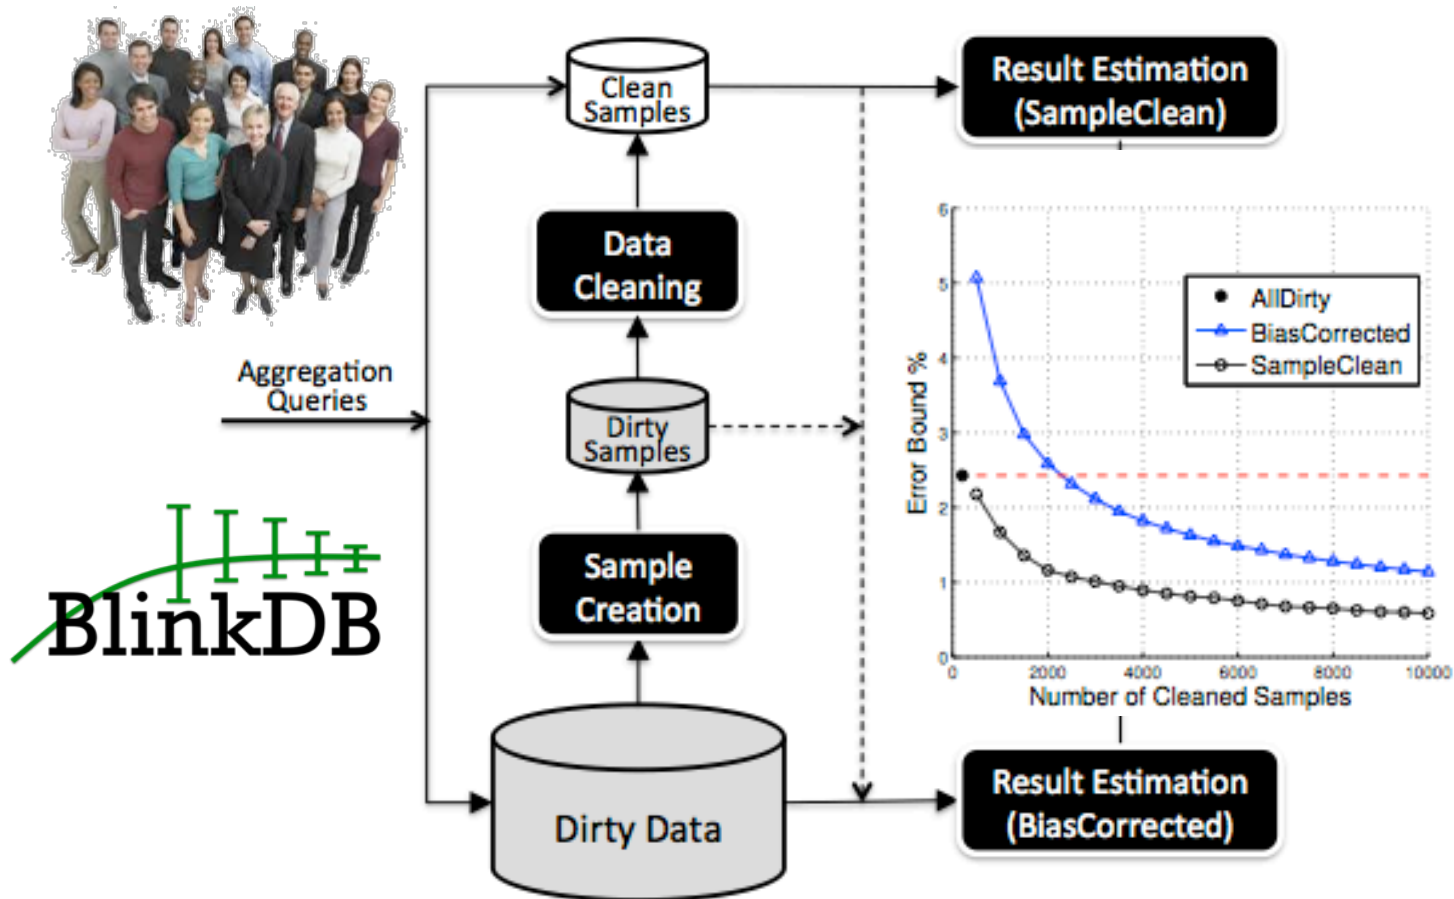 Clean
Samples
Result Estimation
(SampleClean)
Data
Cleaning
Aggregation
Queries
Dirty
Samples
BlinkDB
Sample
Creation
Dirty Data
6
5
4
3
2
1
0
Error Bound %
AllDirty
BiasCorrected
SampleClean
0
2000
4000
6000
8000
10000
Number of Cleaned Samples
Result Estimation
(BiasCorrected)